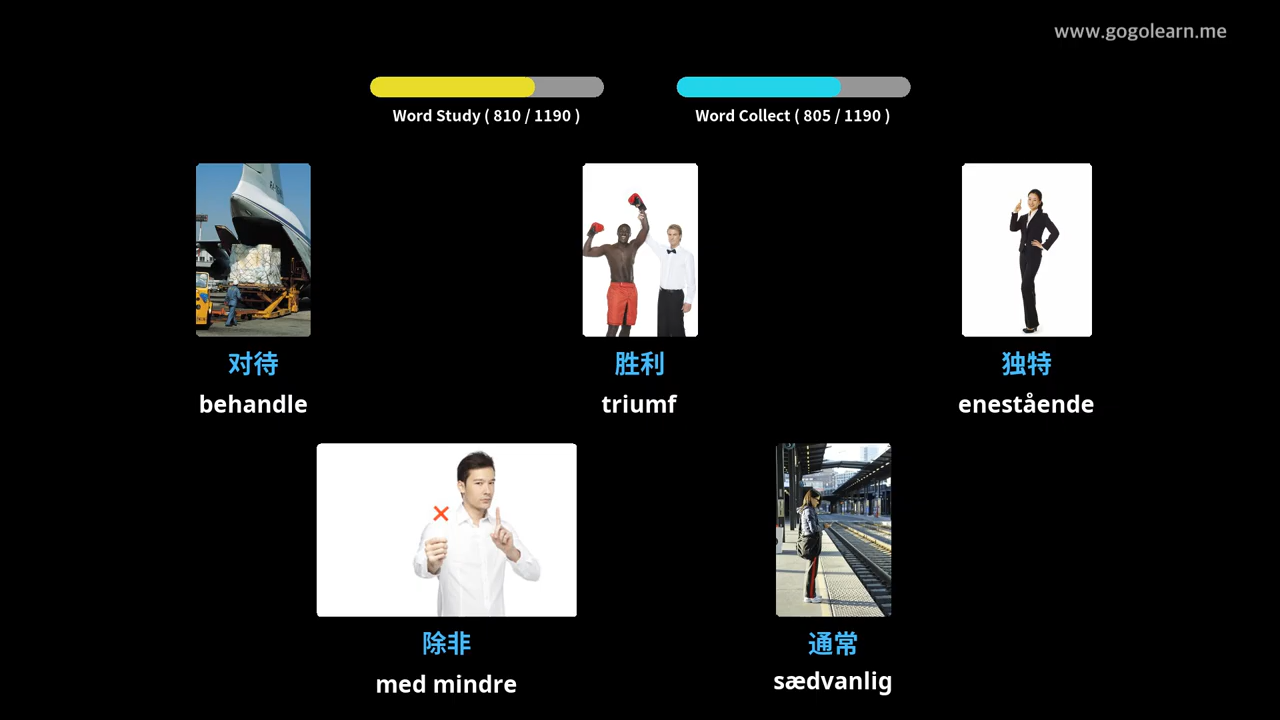 www.gogolearn.me
Word Study ( 810 / 1190 )
Word Collect ( 805 / 1190 )
对待
behandle
胜利
triumf
独特
enestående
除非
med mindre
通常
sædvanlig